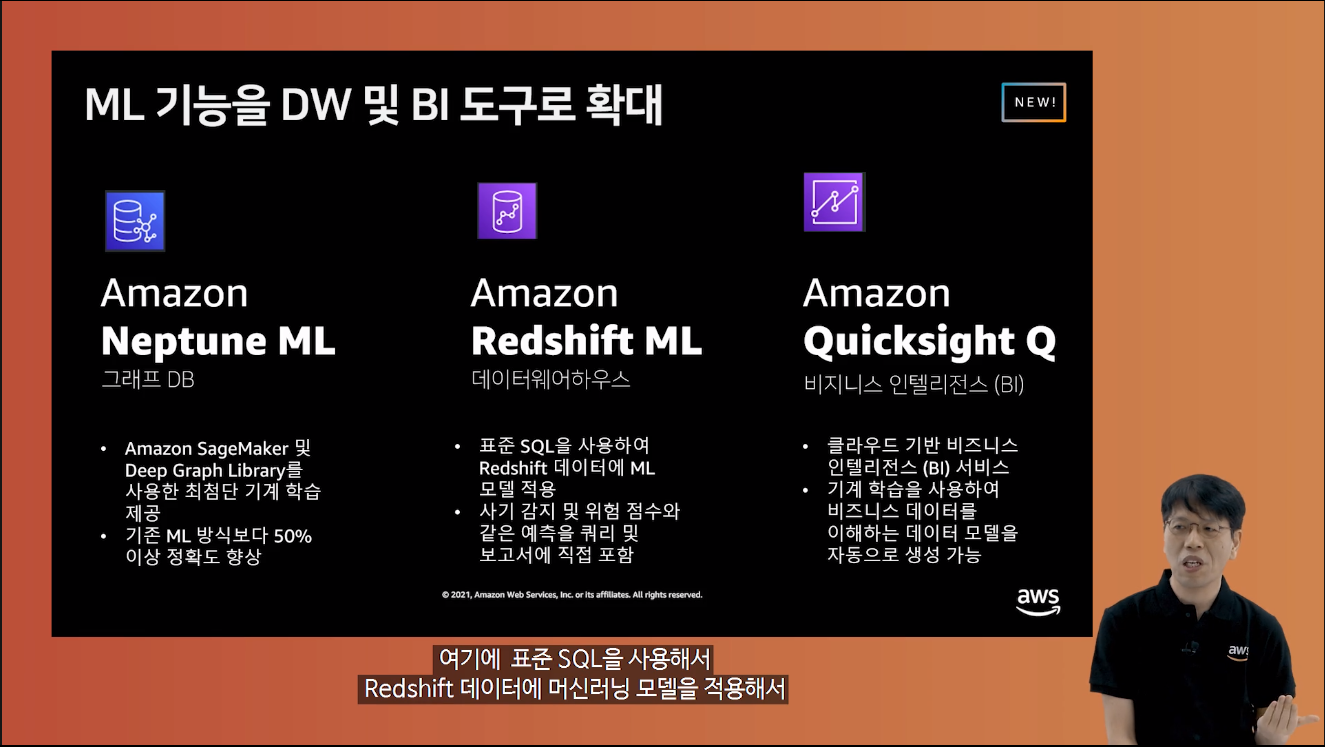 ML 기능을 DW 및 BI 도구로 확대
NEW!
Amazon
Neptune ML
그래프 DB
• Amazon SageMaker 및
Deep Graph Library를
사용한 최첨단 기계 학습
제공
• 기존 ML 방식보다 50%
이상 정확도 향상
Amazon
Redshift ML
데이터웨어하우스
• 표준 SQL을 사용하여
Redshift 데이터에 ML
모델 적용
• 사기 감지 및 위험 점수와
같은 예측을 쿼리 및
보고서에 직접 포함
Amazon
Quicksight Q
비지니스 인텔리전스 (BI)
• 클라우드 기반 비즈니스
인텔리전스 (BI) 서비스
• 기계 학습을 사용하여
비즈니스 데이터를
이해하는 데이터 모델을
자동으로 생성 가능
© 2021, Amazon Web Services, Inc. or its affiliates. All rights reserved.
aws
aws
여기에 표준 SQL을 사용해서
Redshift 데이터에 머신러닝 모델을 적용해서